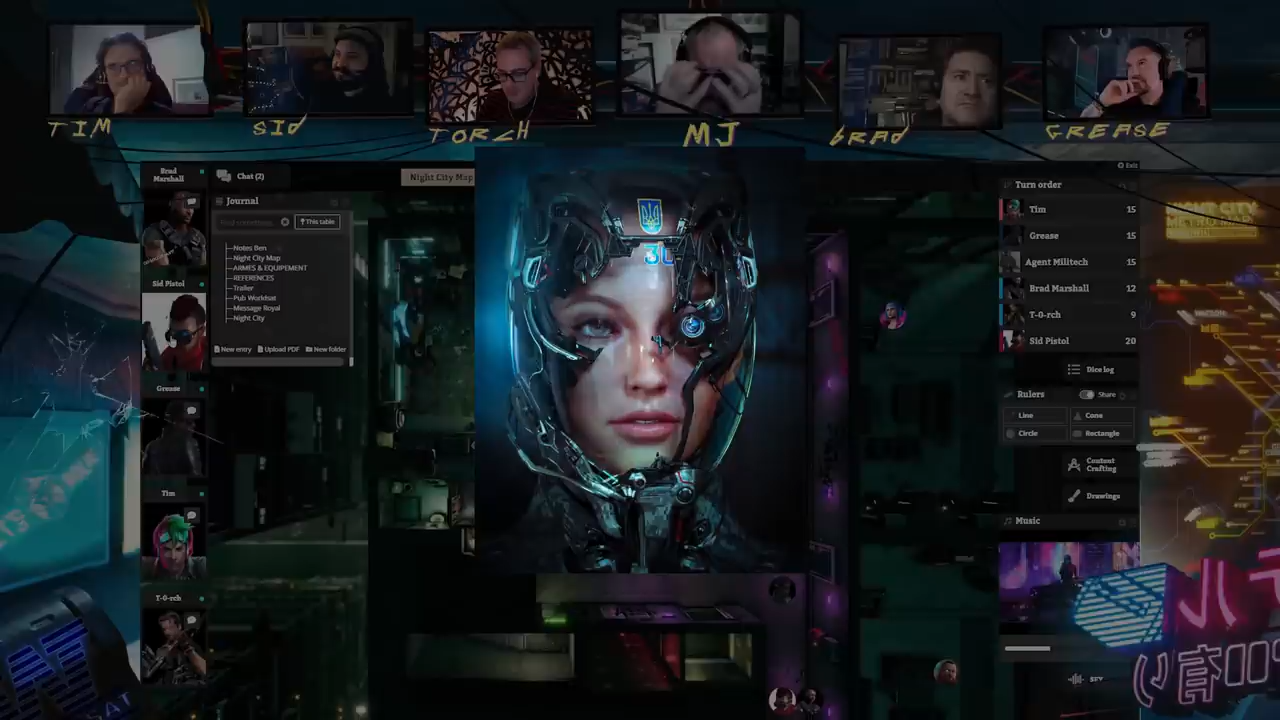 TIM
SId
TORCH
MJ
bRAd
GREASE
Brad Marshall
Chat (2)
Night City Map
Exit
Journal
This table
Notes Ben
Night City Map
ARMES & EQUIPEMENT
REFERENCES
Trailer
Pub Worldsat
Message Royal
Night City
New entry
Upload PDF
New folder
Sid Pistol
Grease
Tim
T-0-rch
30
Turn order
Tim 15
Grease 15
Agent Militech 15
Brad Marshall 12
T-0-rch 9
Sid Pistol 20
Dice log
Rulers
Share
Line
Cone
Circle
Rectangle
Content
Crafting
Drawings
Music
NIGHT CITY